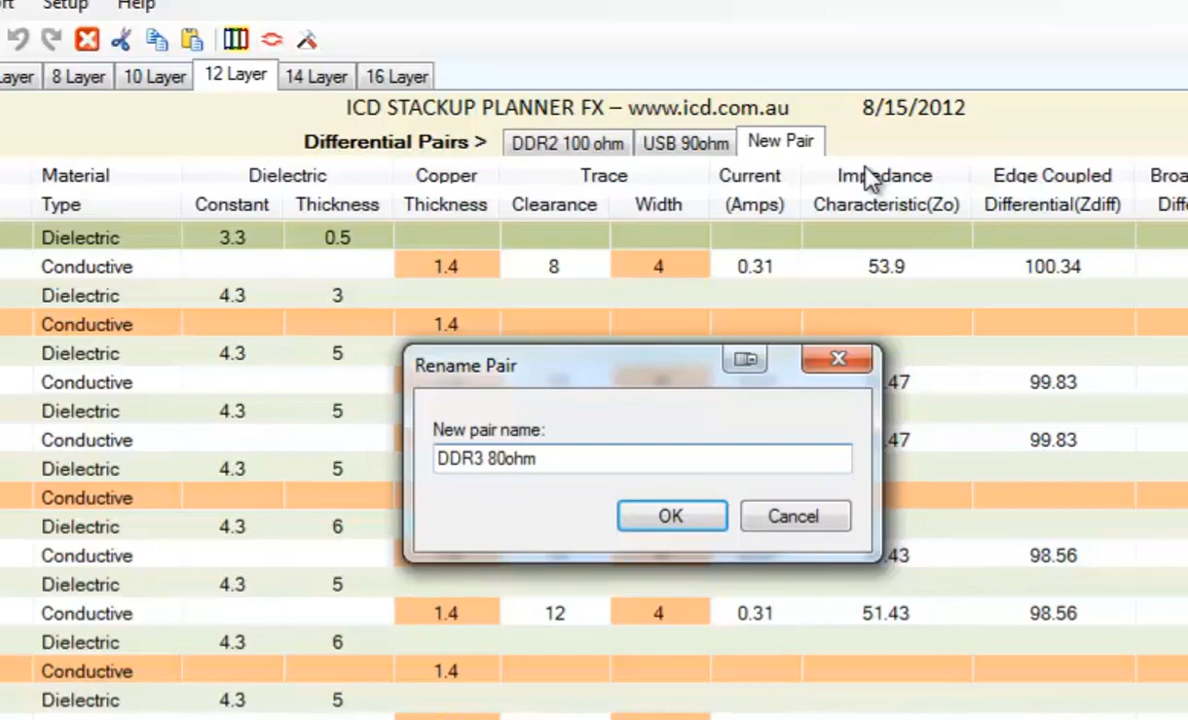 Setup Help
8 Layer 10 Layer 12 Layer 14 Layer 16 Layer
ICD STACKUP PLANNER FX – www.icd.com.au 8/15/2012
Differential Pairs > DDR2 100 ohm USB 90ohm New Pair
Material Dielectric Copper Trace Current Impedance Edge Coupled
Type Constant Thickness Thickness Clearance Width (Amps) Characteristic(Zo) Differential(Zdiff)
Dielectric 3.3 0.5
Conductive 1.4 8 4 0.31 53.9 100.34
Dielectric 4.3 3
Conductive 1.4
Dielectric 4.3 5
Conductive .47 99.83
Dielectric 4.3 5
Conductive .47 99.83
Dielectric 4.3 5
Conductive
Dielectric 4.3 6
Conductive .43 98.56
Dielectric 4.3 5
Conductive 1.4 12 4 0.31 51.43 98.56
Dielectric 4.3 6
Conductive 1.4
Dielectric 4.3 5
Rename Pair
New pair name:
DDR3 80ohm
OK Cancel